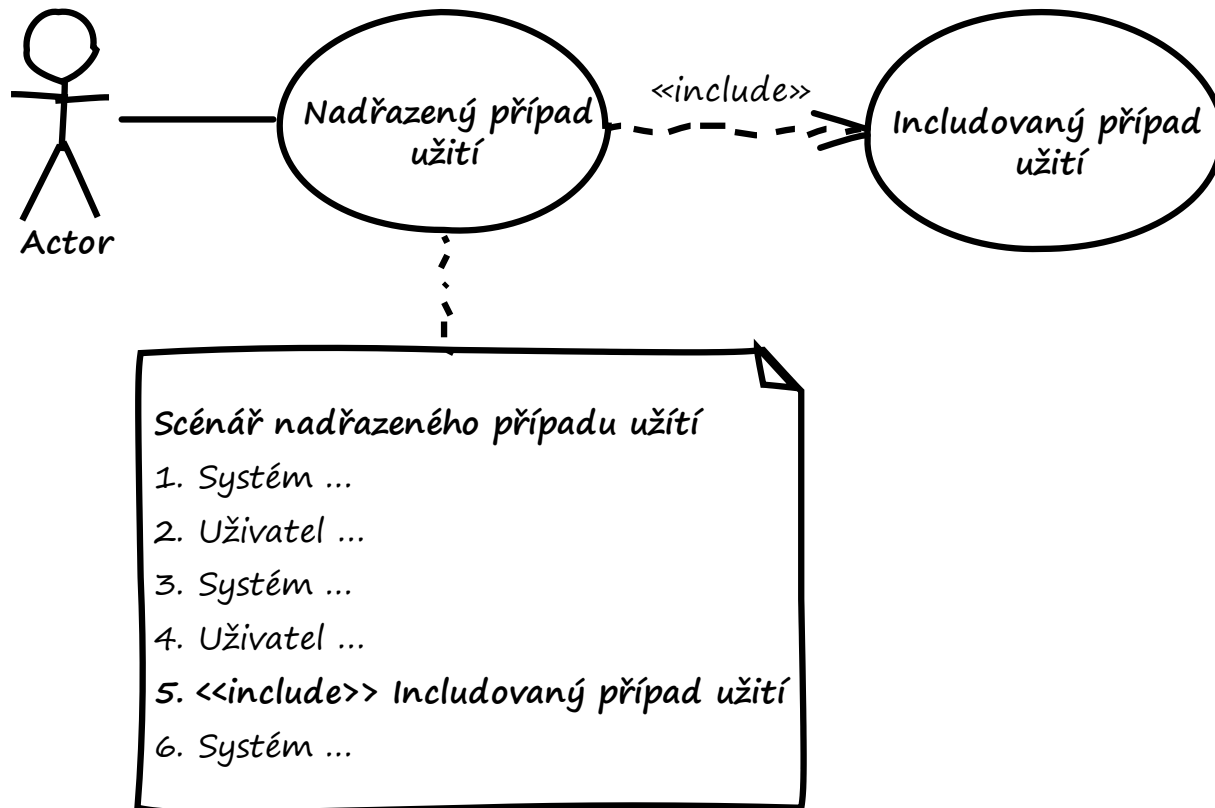 Nadřazený případ
užití
«include»
Includovaný případ
užití
Actor
Scénář nadřazeného případu užítí
1. Systém ...
2. Uživatel ...
3. Systém ...
4. Uživatel ...
5. <<include>> Includovaný případ užití
6. Systém ...